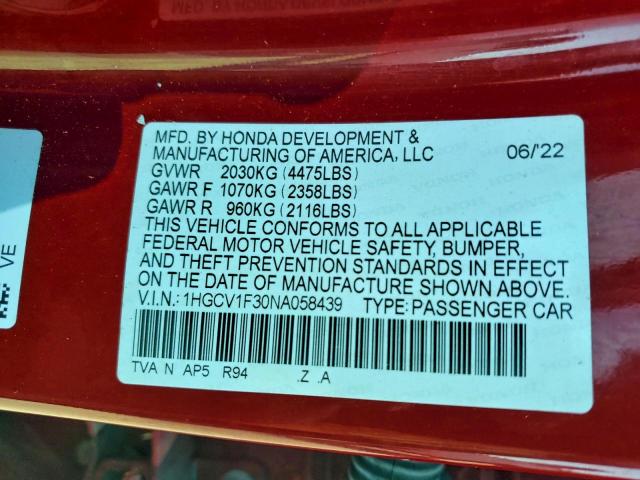 MFD. BY HONDA DEVELOPMENT &
MANUFACTURING OF AMERICA, LLC 06/'22
GVWR 2030KG (4475LBS)
GAWR F 1070KG (2358LBS)
GAWR R 960KG (2116LBS)
THIS VEHICLE CONFORMS TO ALL APPLICABLE
FEDERAL MOTOR VEHICLE SAFETY, BUMPER,
AND THEFT PREVENTION STANDARDS IN EFFECT
ON THE DATE OF MANUFACTURE SHOWN ABOVE.
V.I.N.: 1HGCV1F30NA058439 TYPE: PASSENGER CAR
TVA N AP5 R94 .Z .A
VE